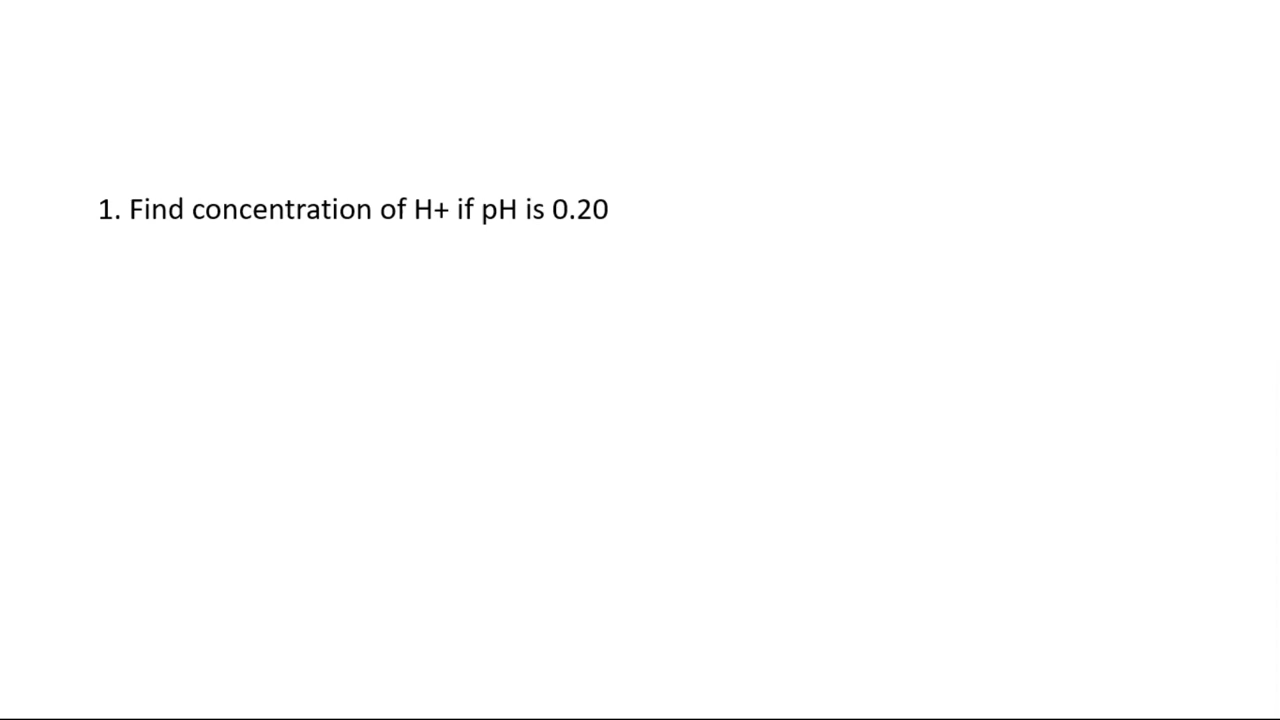 1. Find concentration of H+ if pH is 0.20